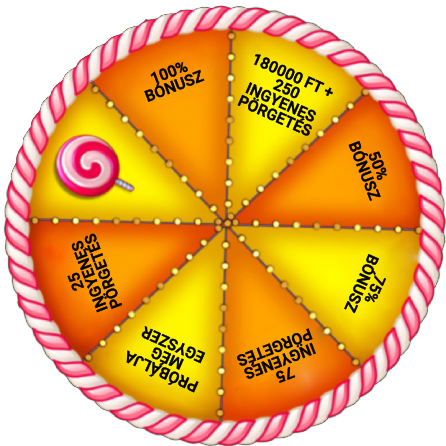 100%
BÓNUSZ
180000 FT +
250
INGYENES
PÖRGETÉS
50%
BÓNUSZ
75%
BÓNUSZ
75
INGYENES
PÖRGETÉS
PRÓBÁLJA
MEG
EGYSZER
25
INGYENES
PÖRGETÉS